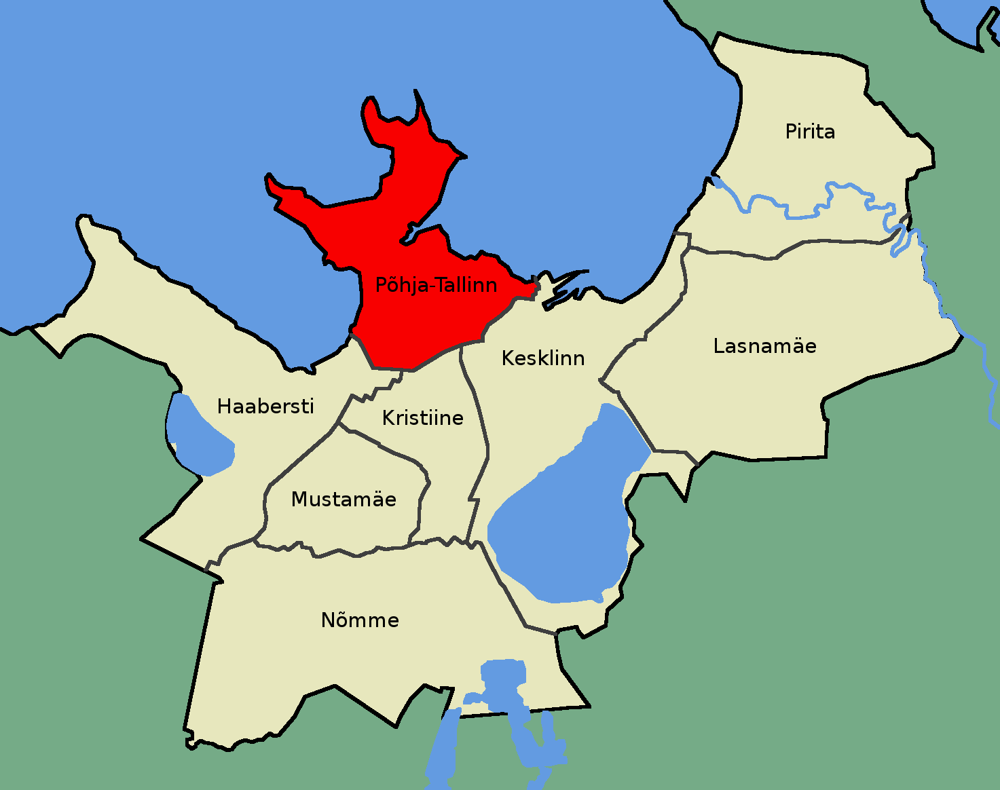 Pirita
Põhja-Tallinn
Lasnamäe
Kesklinn
Haabersti
Kristiine
Mustamäe
Nõmme